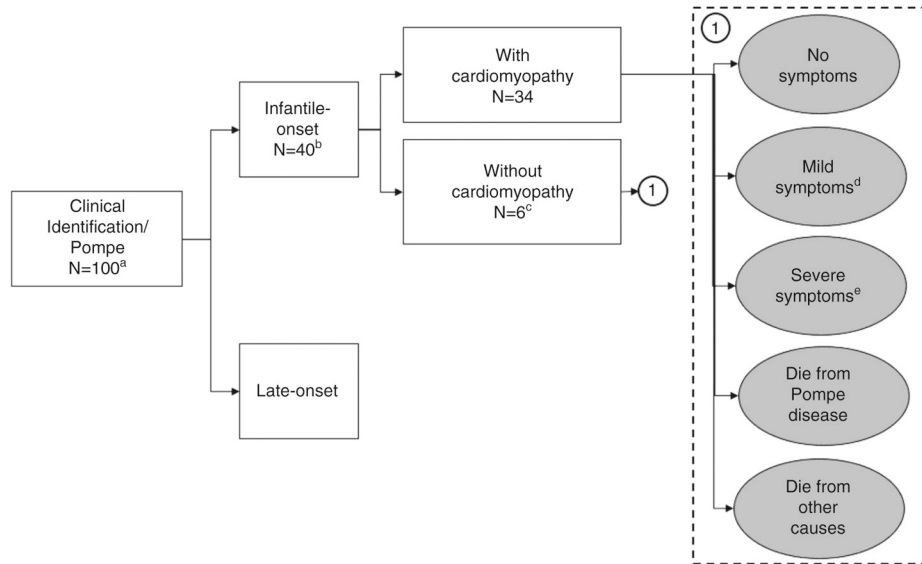 Clinical
Identification/
Pompe
N=100ᵃ
Infantile-
onset
N=40ᵇ
Late-onset
With
cardiomyopathy
N=34
Without
cardiomyopathy
N=6ᶜ
1
1
No
symptoms
Mild
symptomsᵈ
Severe
symptomsᵉ
Die from
Pompe
disease
Die from
other
causes